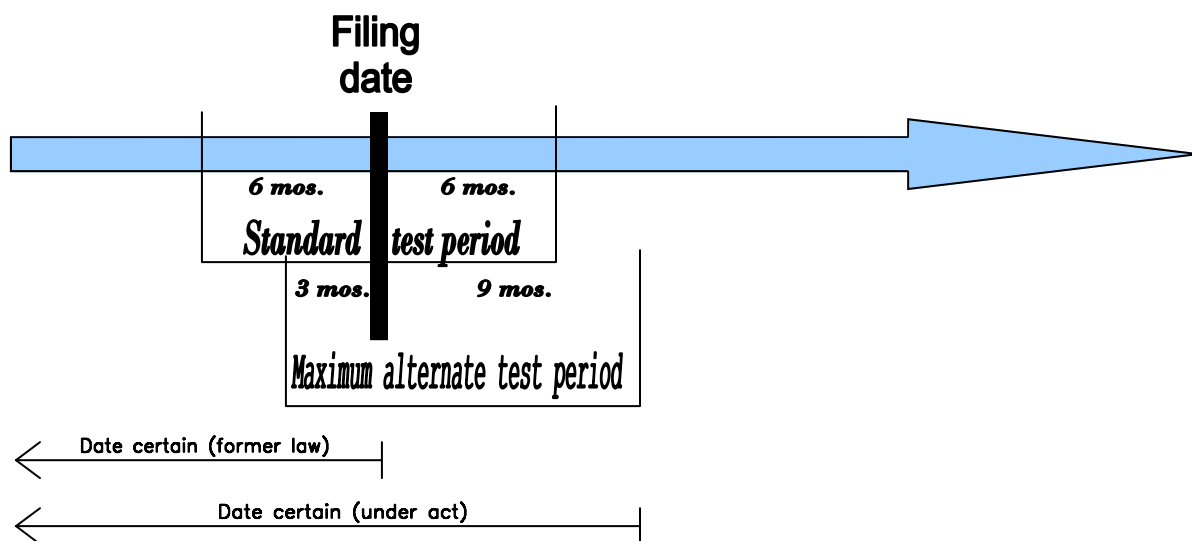 Filing
date
6 mos. 6 mos.
Standard test period
3 mos. 9 mos.
Maximum alternate test period
Date certain (former law)
Date certain (under act)